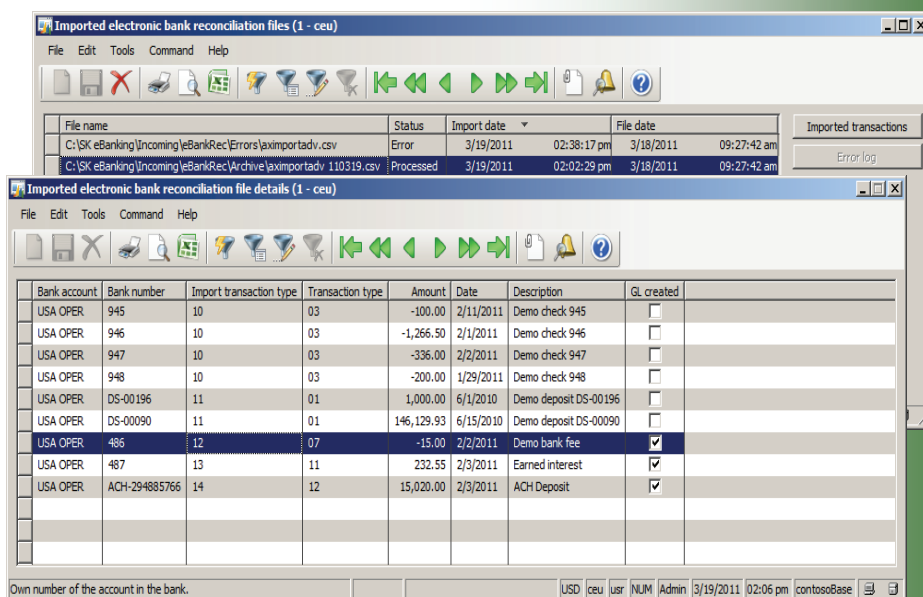 Imported electronic bank reconciliation files (1 - ceu)
File Edit Tools Command Help
File name Status Import date File date Imported transactions
C:\SK eBanking\Incoming\eBankRec\Errors\aximportadv.csv Error 3/19/2011 02:38:17 pm 3/18/2011 09:27:42 am
Error log
C:\SK eBanking\Incoming\eBankRec\Archive\aximportadv 110319.csv Processed 3/19/2011 02:02:29 pm 3/18/2011 09:27:42 am
Imported electronic bank reconciliation file details (1 - ceu)
File Edit Tools Command Help
Bank account Bank number Import transaction type Transaction type Amount Date Description GL created
USA OPER 945 10 03 -100.00 2/11/2011 Demo check 945
USA OPER 946 10 03 -1,266.50 2/1/2011 Demo check 946
USA OPER 947 10 03 -336.00 2/2/2011 Demo check 947
USA OPER 948 10 03 -200.00 1/29/2011 Demo check 948
USA OPER DS-00196 11 01 1,000.00 6/1/2010 Demo deposit DS-00196
USA OPER DS-00090 11 01 146,129.93 6/15/2010 Demo deposit DS-00090
USA OPER 486 12 07 -15.00 2/2/2011 Demo bank fee
USA OPER 487 13 11 232.55 2/3/2011 Earned interest
USA OPER ACH-294885766 14 12 15,020.00 2/3/2011 ACH Deposit
Own number of the account in the bank. USD ceu usr NUM Admin 3/19/2011 02:06 pm contosoBase